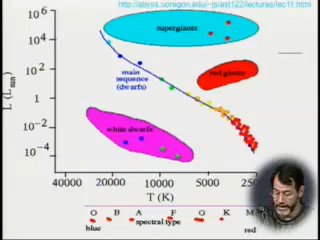 http://abyss.uoregon.edu/~js/ast122/lectures/lec11.html
10⁶
supergiants
10⁴
10²
main
sequence
(dwarfs)
red giants
L (Lsun)
1
10⁻²
white dwarfs
10⁻⁴
40000 20000 10000 5000 2500
T (K)
O B A F G K M
blue spectral type red